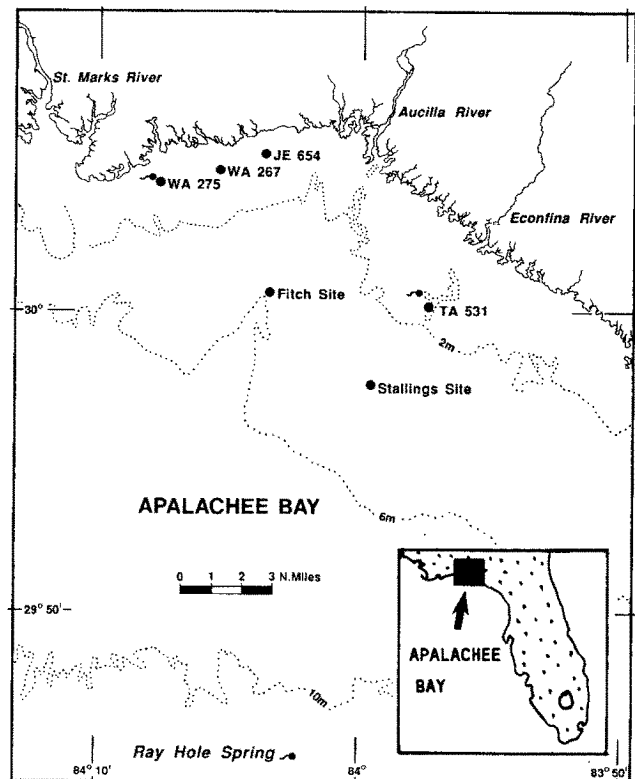 St. Marks River
Aucilla River
JE 654
WA 267
WA 275
Econfina River
Fitch Site
30°
TA 531
2m
Stallings Site
APALACHEE BAY
6m
0 1 2 3 N.Miles
29° 50'
APALACHEE
BAY
10m
Ray Hole Spring
84° 10'
84°
83° 50'